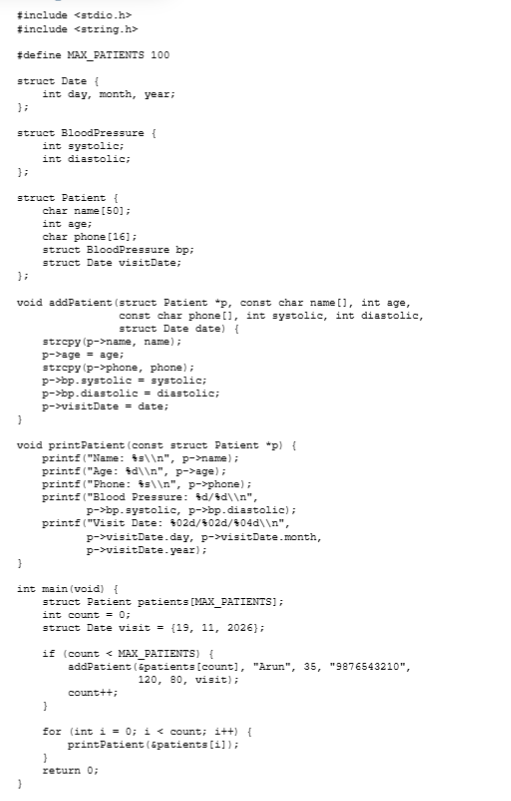 #include <stdio.h>
#include <string.h>

#define MAX_PATIENTS 100

struct Date {
    int day, month, year;
};

struct BloodPressure {
    int systolic;
    int diastolic;
};

struct Patient {
    char name[50];
    int age;
    char phone[16];
    struct BloodPressure bp;
    struct Date visitDate;
};

void addPatient(struct Patient *p, const char name[], int age,
                const char phone[], int systolic, int diastolic,
                struct Date date) {
    strcpy(p->name, name);
    p->age = age;
    strcpy(p->phone, phone);
    p->bp.systolic = systolic;
    p->bp.diastolic = diastolic;
    p->visitDate = date;
}

void printPatient(const struct Patient *p) {
    printf("Name: %s\\n", p->name);
    printf("Age: %d\\n", p->age);
    printf("Phone: %s\\n", p->phone);
    printf("Blood Pressure: %d/%d\\n",
           p->bp.systolic, p->bp.diastolic);
    printf("Visit Date: %02d/%02d/%04d\\n",
           p->visitDate.day, p->visitDate.month,
           p->visitDate.year);
}

int main(void) {
    struct Patient patients[MAX_PATIENTS];
    int count = 0;
    struct Date visit = {19, 11, 2026};

    if (count < MAX_PATIENTS) {
        addPatient(&patients[count], "Arun", 35, "9876543210",
                   120, 80, visit);
        count++;
    }

    for (int i = 0; i < count; i++) {
        printPatient(&patients[i]);
    }
    return 0;
}